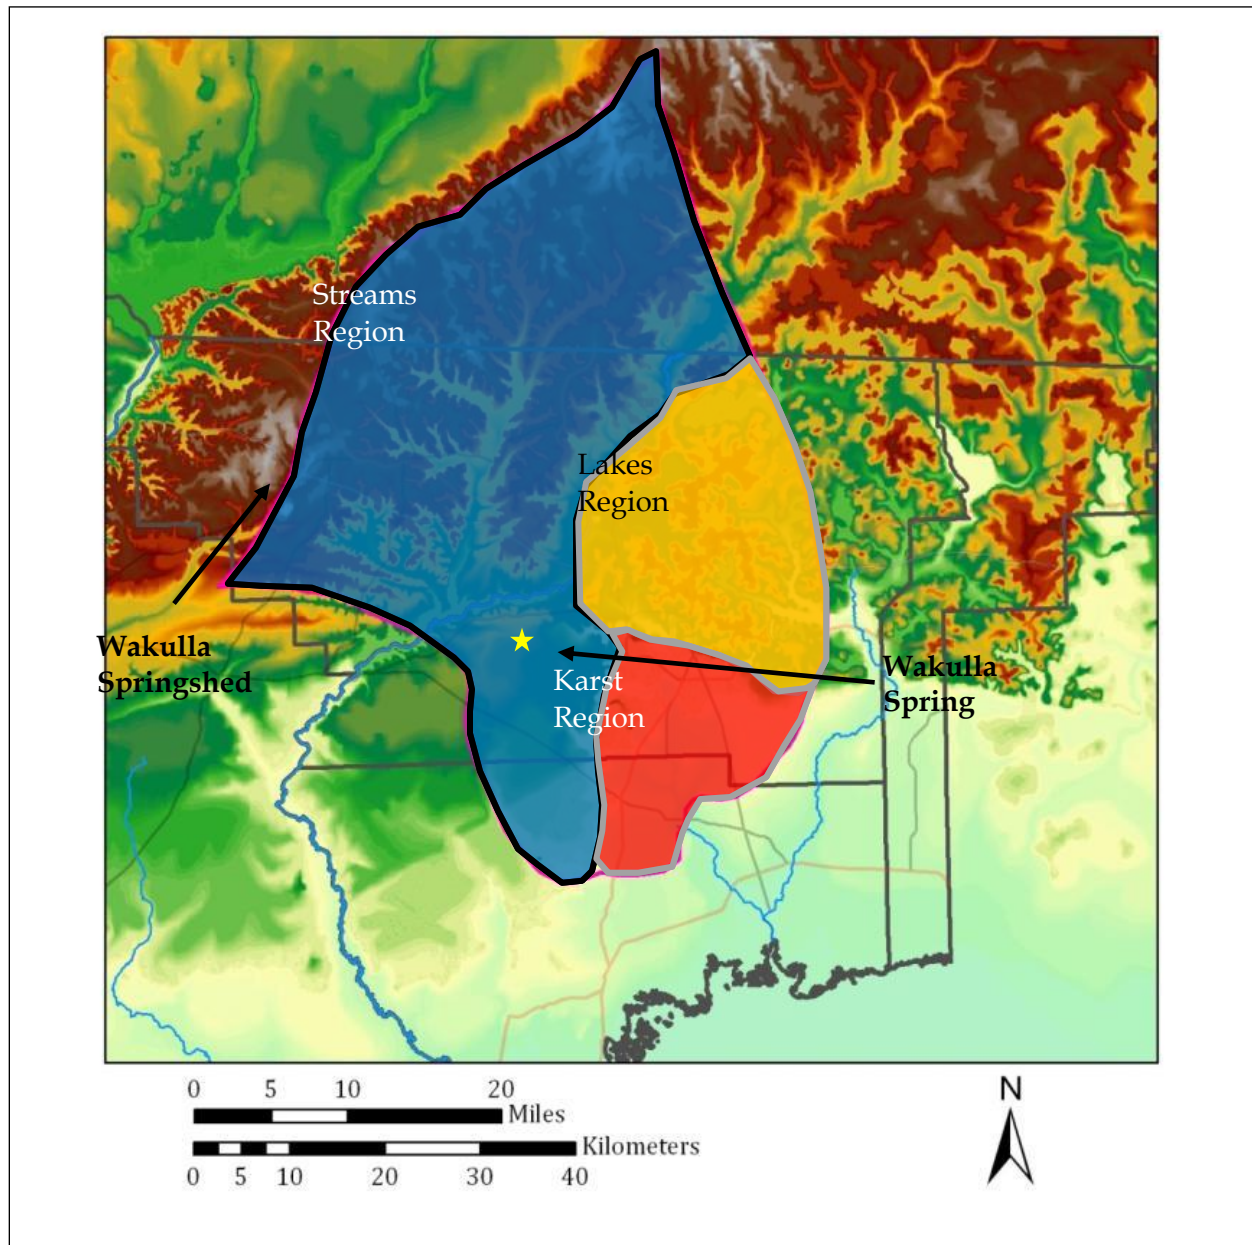 Streams
Region
Lakes
Region
Wakulla
Springshed
Karst
Region
Wakulla
Spring
0 5 10 20
Miles
Kilometers
0 5 10 20 30 40
N